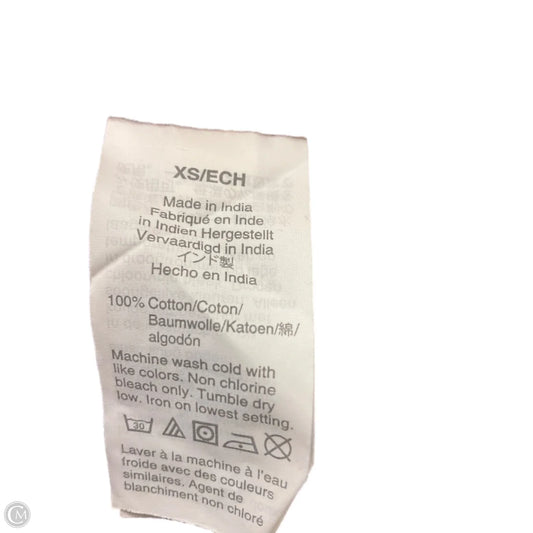 XS/ECH
Made in India
Fabriqué en Inde
in Indien Hergestellt
Vervaardigd in India
インド製
Hecho en India
100% Cotton/Coton/
Baumwolle/Katoen/綿/
algodón
Machine wash cold with
like colors. Non chlorine
bleach only. Tumble dry
low. Iron on lowest setting.
30
Laver à la machine à l'eau
froide avec des couleurs
similaires. Agent de
blanchiment non chloré
CM